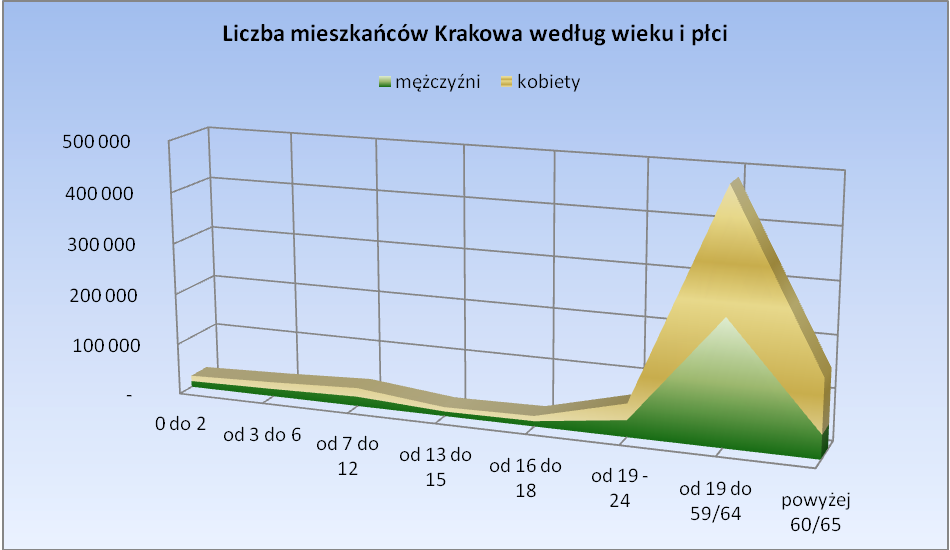 Liczba mieszkańców Krakowa według wieku i płci
mężczyźni
kobiety
500 000
400 000
300 000
200 000
100 000
-
0 do 2
od 3 do 6
od 7 do
12
od 13 do
15
od 16 do
18
od 19 -
24
od 19 do
59/64
powyżej
60/65